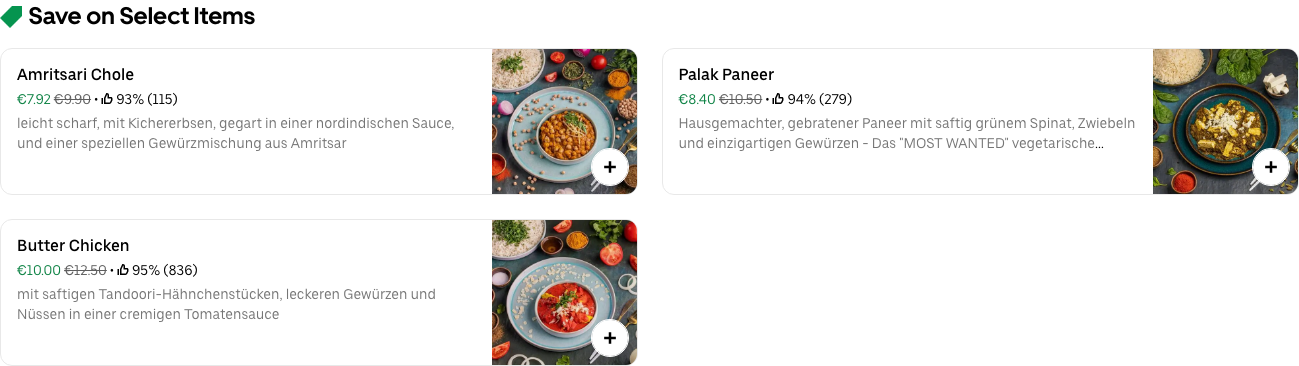 Save on Select Items
Amritsari Chole
€7.92 €9.90 • 93% (115)
leicht scharf, mit Kichererbsen, gegart in einer nordindischen Sauce,
und einer speziellen Gewürzmischung aus Amritsar
Palak Paneer
€8.40 €10.50 • 94% (279)
Hausgemachter, gebratener Paneer mit saftig grünem Spinat, Zwiebeln
und einzigartigen Gewürzen - Das "MOST WANTED" vegetarische...
Butter Chicken
€10.00 €12.50 • 95% (836)
mit saftigen Tandoori-Hähnchenstücken, leckeren Gewürzen und
Nüssen in einer cremigen Tomatensauce